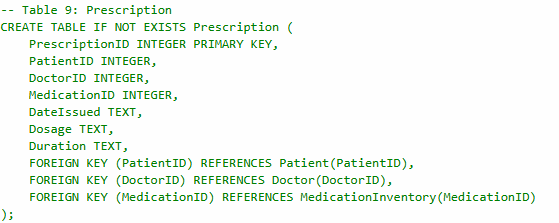 -- Table 9: Prescription
CREATE TABLE IF NOT EXISTS Prescription (
    PrescriptionID INTEGER PRIMARY KEY,
    PatientID INTEGER,
    DoctorID INTEGER,
    MedicationID INTEGER,
    DateIssued TEXT,
    Dosage TEXT,
    Duration TEXT,
    FOREIGN KEY (PatientID) REFERENCES Patient(PatientID),
    FOREIGN KEY (DoctorID) REFERENCES Doctor(DoctorID),
    FOREIGN KEY (MedicationID) REFERENCES MedicationInventory(MedicationID)
);